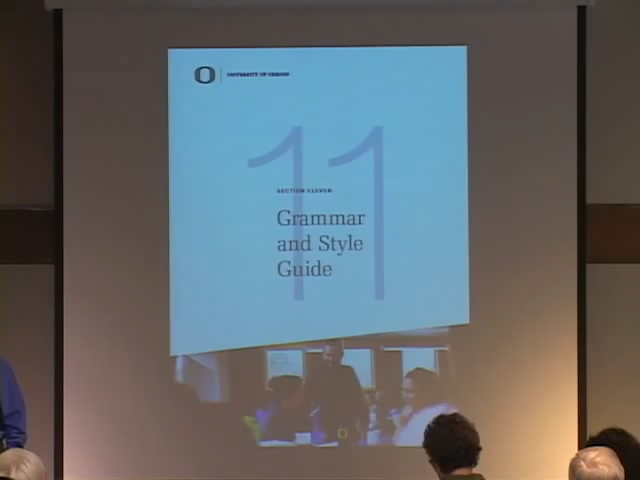 UNIVERSITY OF OREGON
11
SECTION ELEVEN
Grammar
and Style
Guide